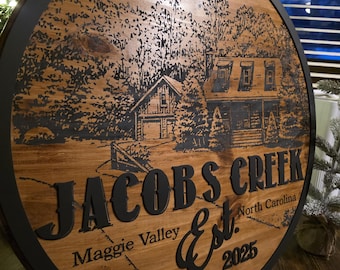 JACOBS CREEK
Maggie Valley Est. North Carolina
2025